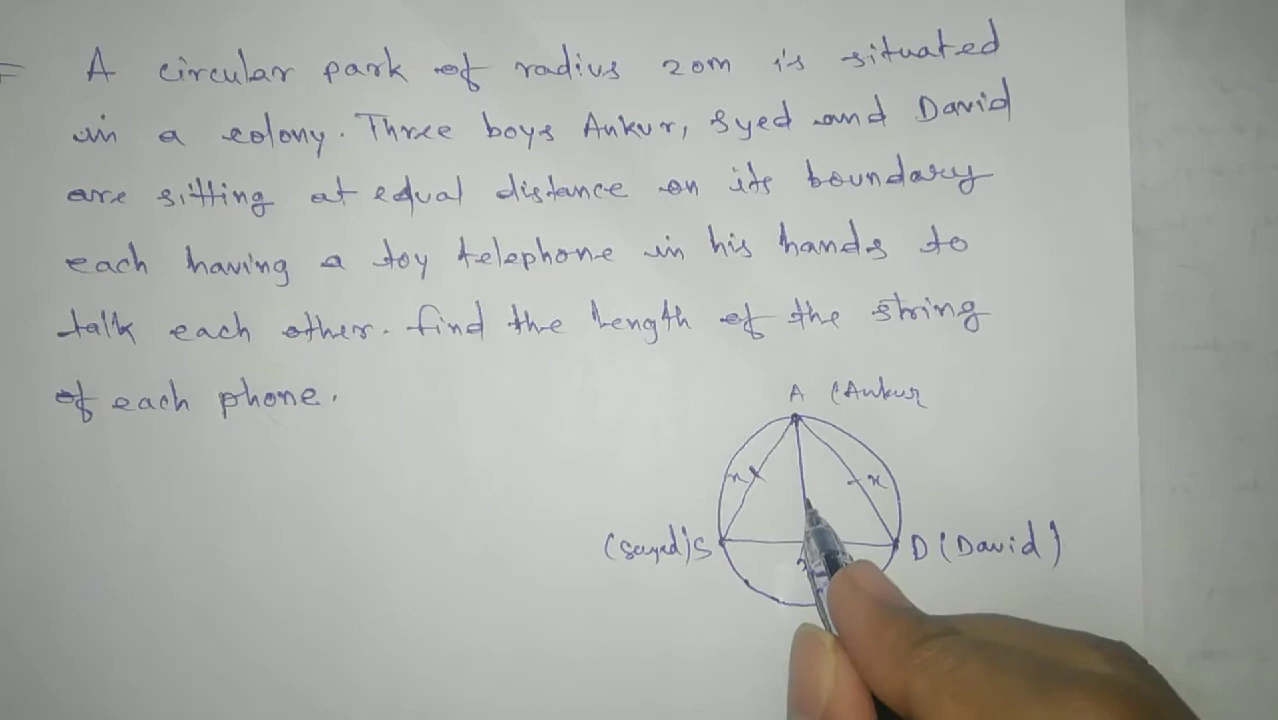 A circular park of radius 20m is situated
in a colony. Three boys Ankur, Syed and David
are sitting at equal distance on its boundary
each having a toy telephone in his hands to
talk each other. find the length of the string
of each phone.
A (Ankur
x x
(Sayed) S D (David)